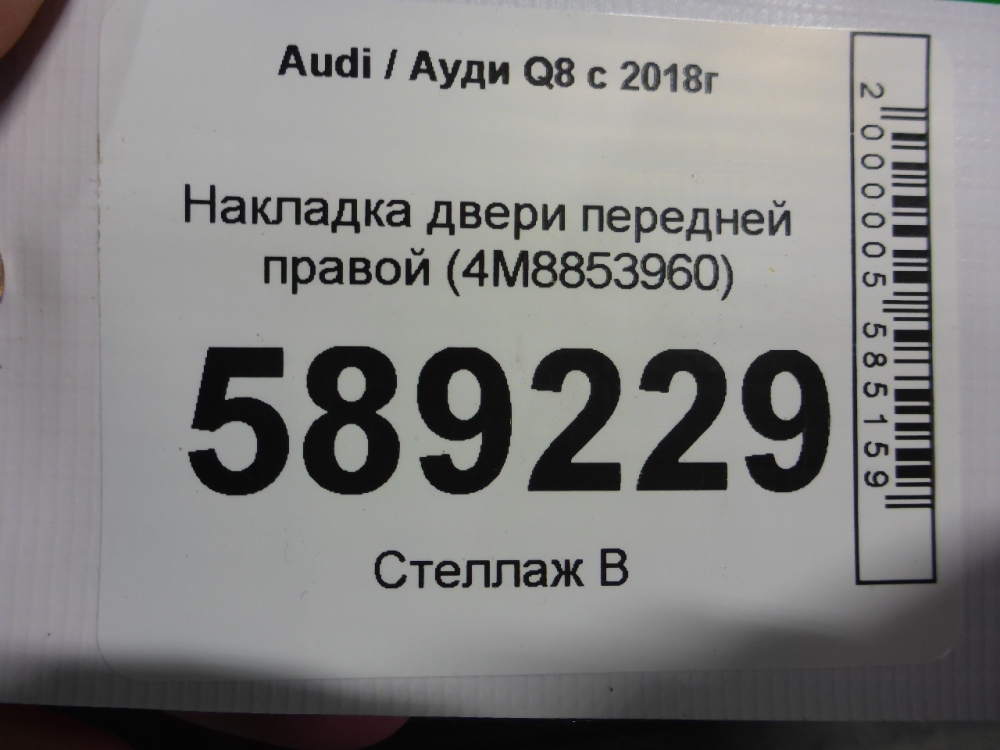 Audi / Ауди Q8 с 2018г
Накладка двери передней
правой (4M8853960)
589229
Стеллаж В
2000005585159